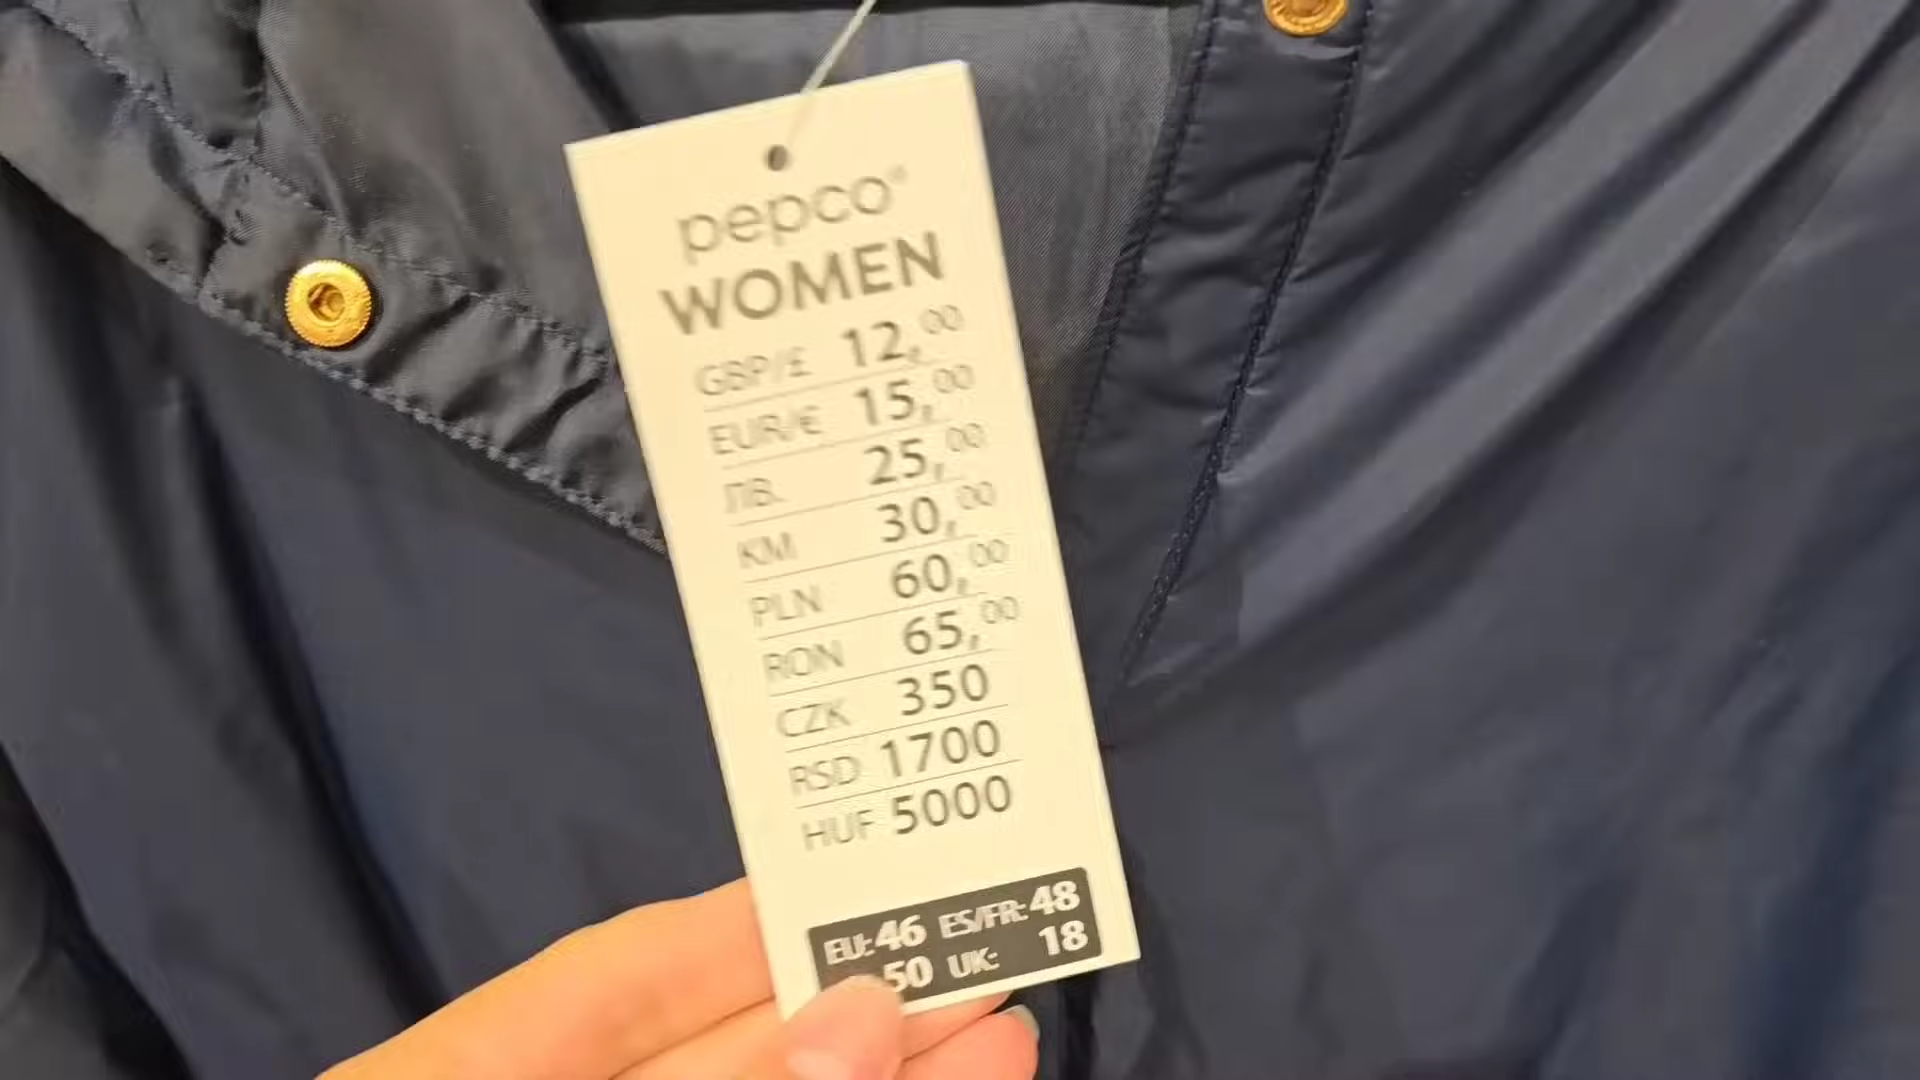 pepco®
WOMEN
GBP/£ 12,00
EUR/€ 15,00
ЛВ. 25,00
KM 30,00
PLN 60,00
RON 65,00
CZK 350
RSD 1700
HUF 5000
EU: 46 ES/FR: 48
50 UK: 18